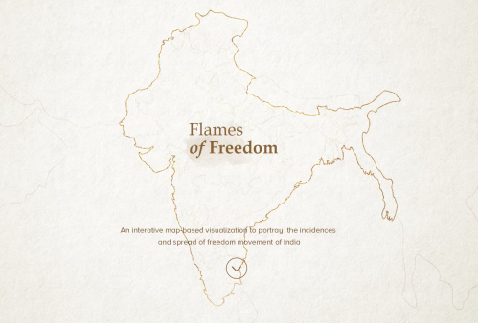 Flames
of Freedom
An interative map-based visualization to portray the incidences
and spread of freedom movement of india